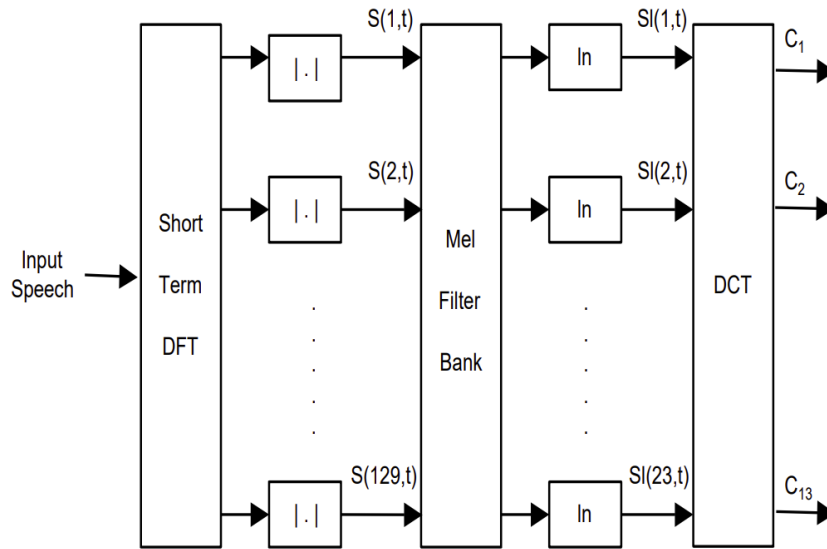 S(1,t)
Sl(1,t)
C1
| . |
ln
S(2,t)
Sl(2,t)
C2
| . |
ln
Short
Term
DFT
Mel
Filter
Bank
DCT
Input
Speech
.
.
.
.
.
.
.
.
.
.
S(129,t)
Sl(23,t)
C13
| . |
ln